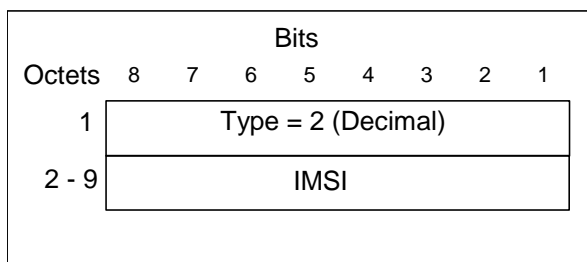 Bits
Octets 8 7 6 5 4 3 2 1
1 Type = 2 (Decimal)
2 - 9 IMSI